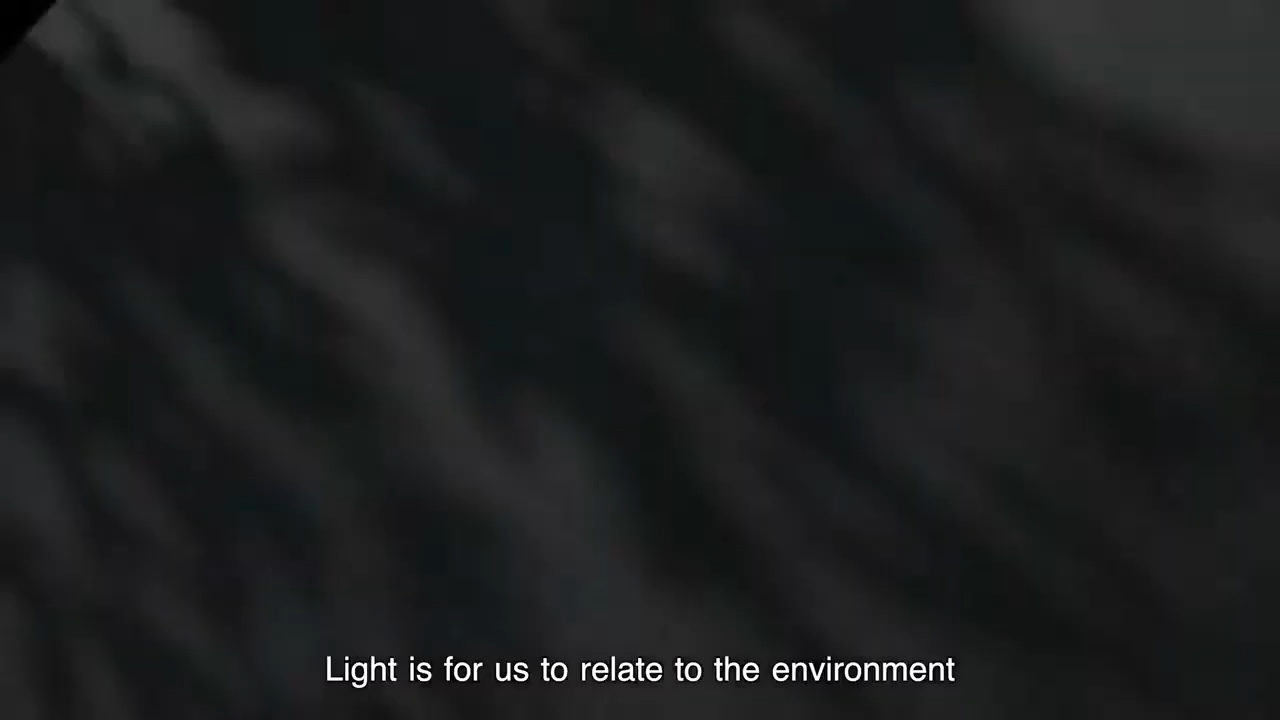 Light is for us to relate to the environment